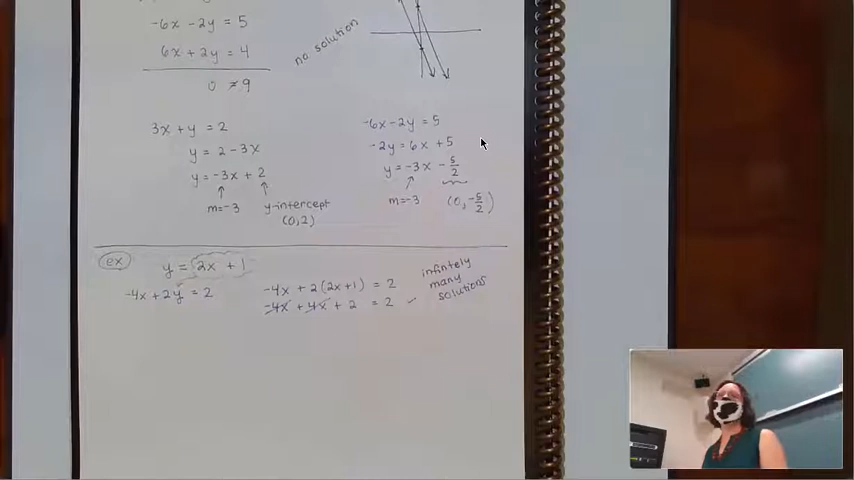 -6x - 2y = 5
6x + 2y = 4
0 ≠ 9
no solution
3x + y = 2
y = 2 - 3x
y = -3x + 2
m = -3
y-intercept
(0,2)
-6x - 2y = 5
-2y = 6x + 5
y = -3x - 5/2
m = -3
(0, -5/2)
ex
y = 2x + 1
-4x + 2y = 2
-4x + 2(2x+1) = 2
-4x + 4x + 2 = 2 ✓
infinitely
many
solutions